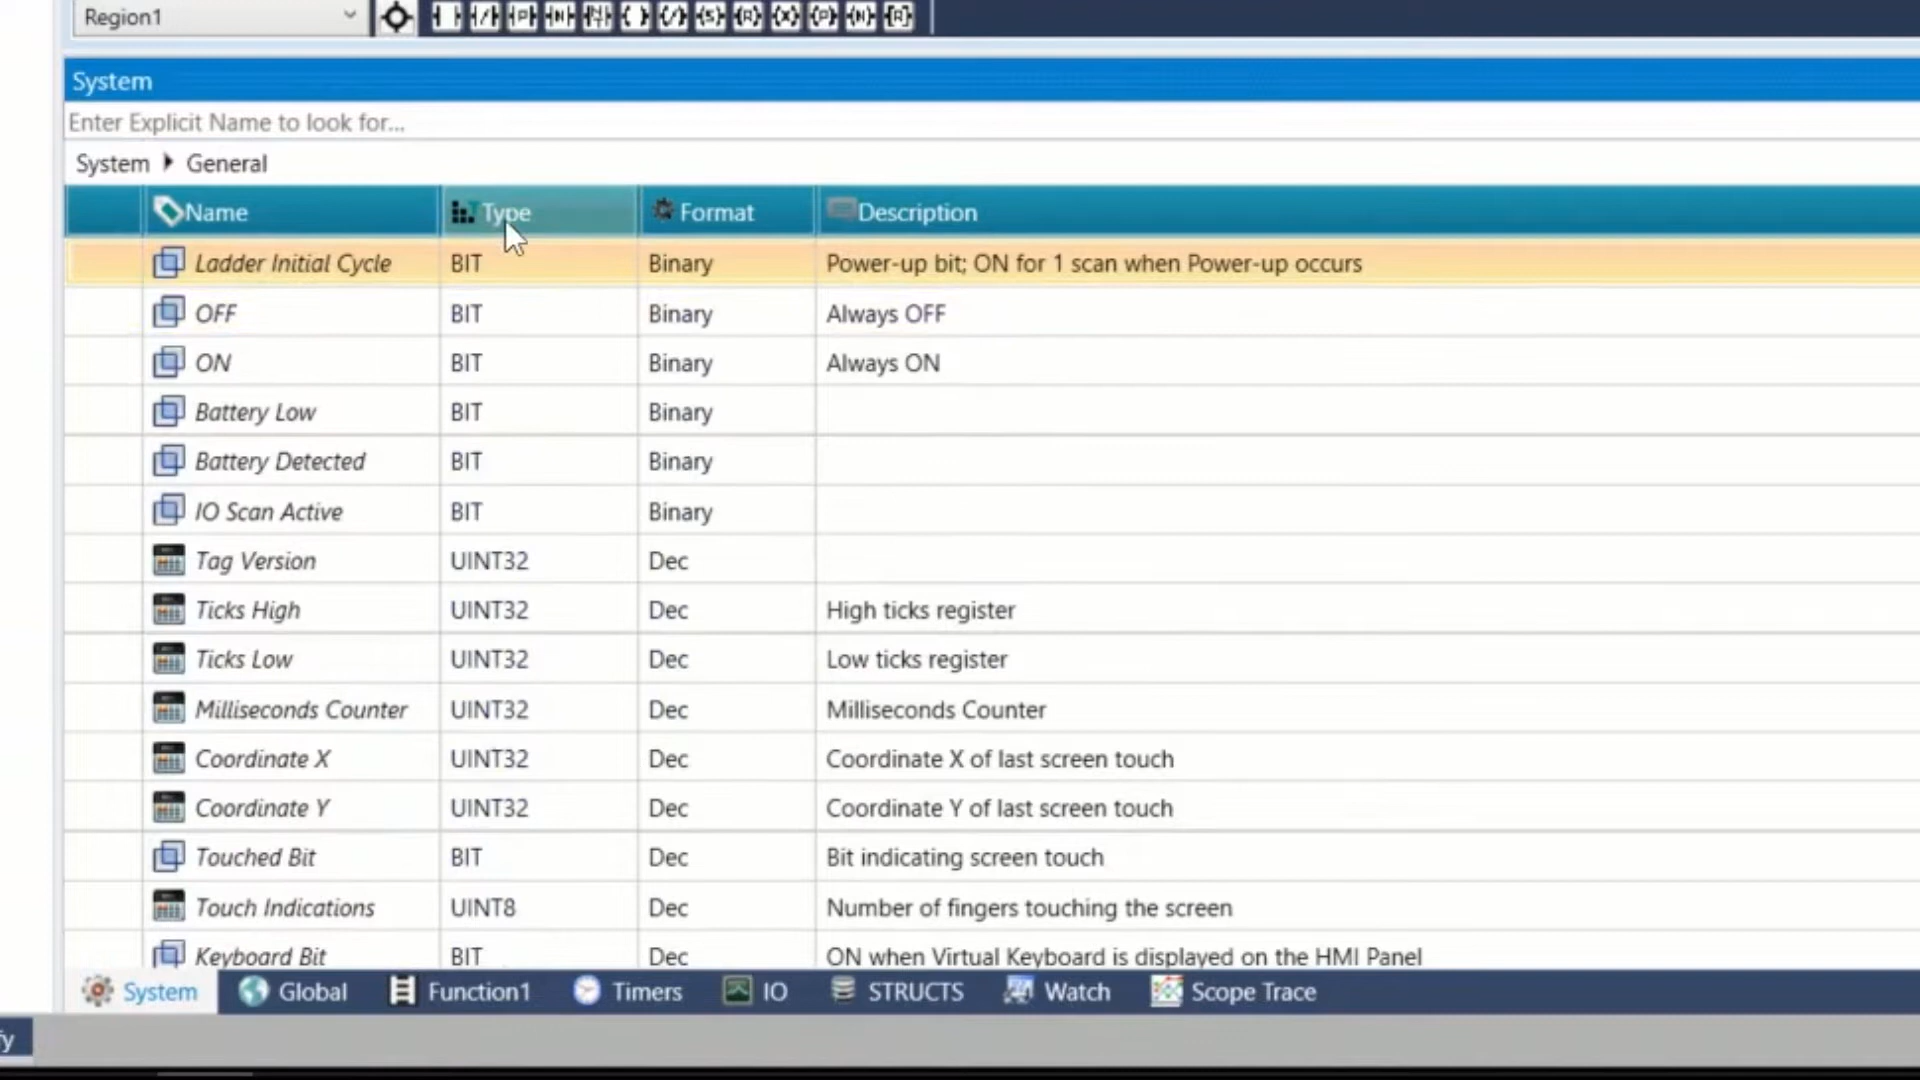 Region1
System
Enter Explicit Name to look for...
System General
Name Type Format Description
Ladder Initial Cycle BIT Binary Power-up bit; ON for 1 scan when Power-up occurs
OFF BIT Binary Always OFF
ON BIT Binary Always ON
Battery Low BIT Binary
Battery Detected BIT Binary
IO Scan Active BIT Binary
Tag Version UINT32 Dec
Ticks High UINT32 Dec High ticks register
Ticks Low UINT32 Dec Low ticks register
Milliseconds Counter UINT32 Dec Milliseconds Counter
Coordinate X UINT32 Dec Coordinate X of last screen touch
Coordinate Y UINT32 Dec Coordinate Y of last screen touch
Touched Bit BIT Dec Bit indicating screen touch
Touch Indications UINT8 Dec Number of fingers touching the screen
Keyboard Bit BIT Dec ON when Virtual Keyboard is displayed on the HMI Panel
System Global Function1 Timers IO STRUCTS Watch Scope Trace